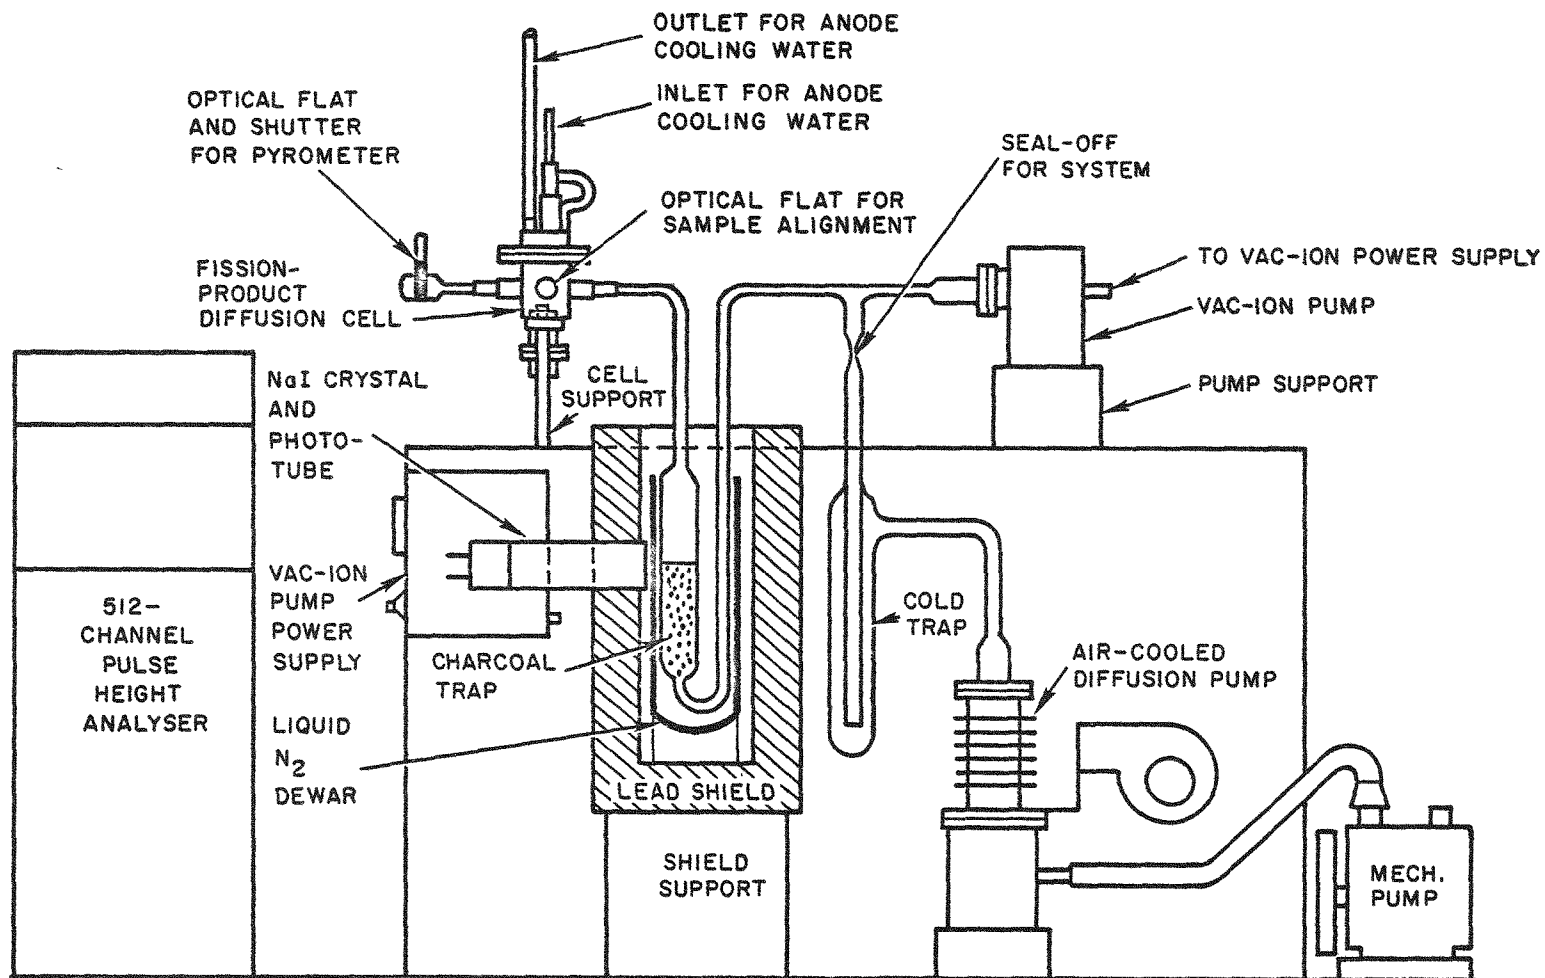 OUTLET FOR ANODE
COOLING WATER
INLET FOR ANODE
COOLING WATER
OPTICAL FLAT
AND SHUTTER
FOR PYROMETER
SEAL-OFF
FOR SYSTEM
OPTICAL FLAT FOR
SAMPLE ALIGNMENT
FISSION-
PRODUCT
DIFFUSION CELL
TO VAC-ION POWER SUPPLY
VAC-ION PUMP
PUMP SUPPORT
NaI CRYSTAL
AND
PHOTO-
TUBE
CELL
SUPPORT
VAC-ION
PUMP
POWER
SUPPLY
512-
CHANNEL
PULSE
HEIGHT
ANALYSER
CHARCOAL
TRAP
COLD
TRAP
AIR-COOLED
DIFFUSION PUMP
LIQUID
N2
DEWAR
LEAD SHIELD
SHIELD
SUPPORT
MECH.
PUMP